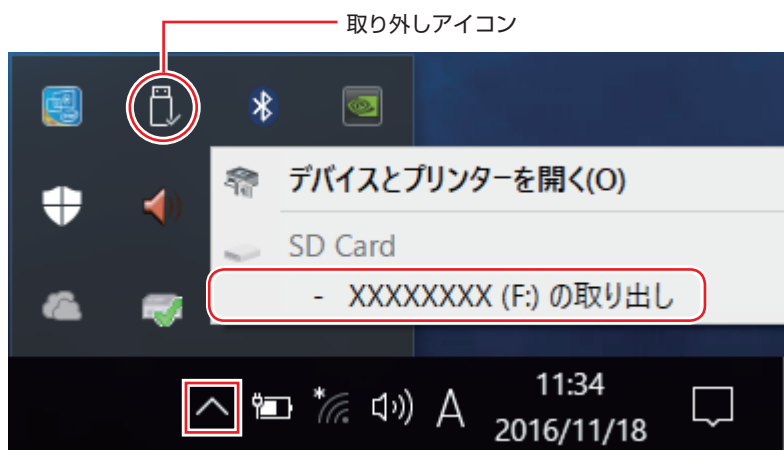 取り外しアイコン
デバイスとプリンターを開く(O)
SD Card
- XXXXXXXX (F:) の取り出し
A
11:34
2016/11/18